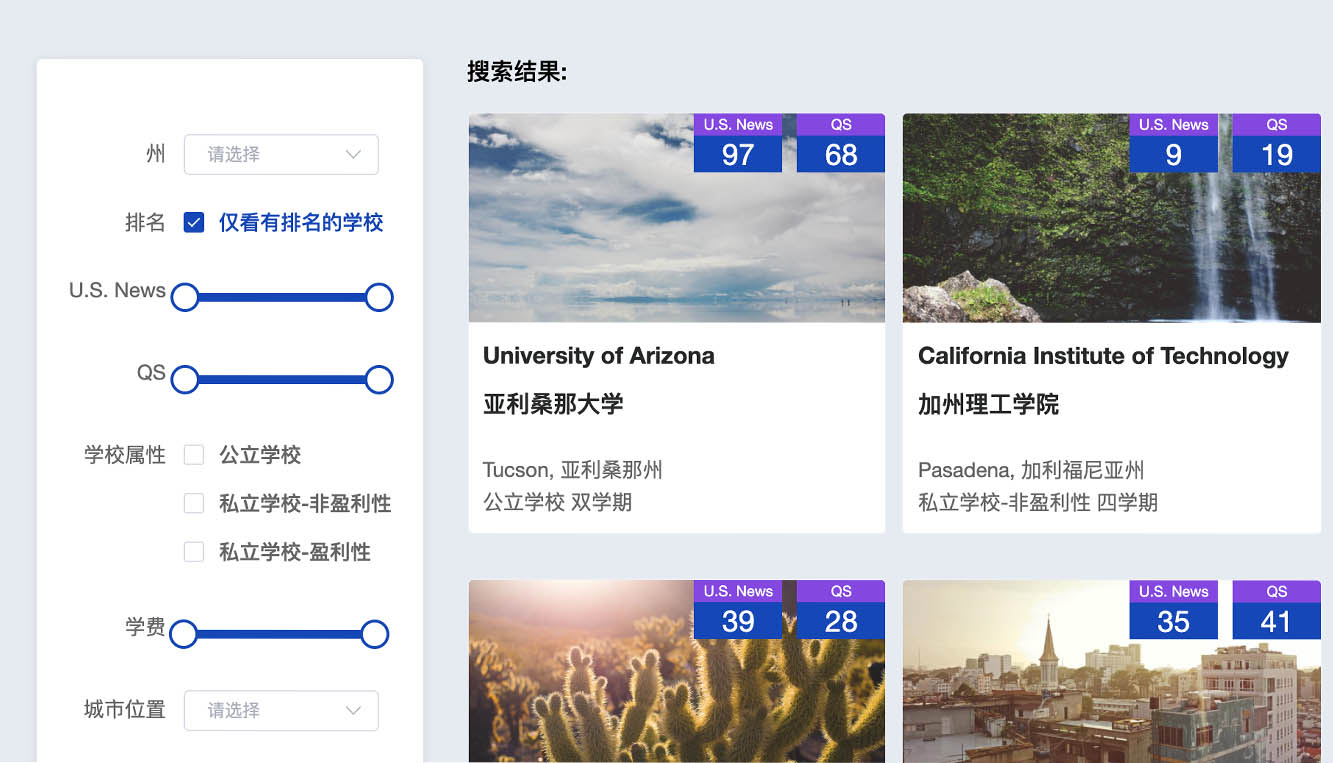 州
请选择
排名
仅看有排名的学校
U.S. News
QS
学校属性
公立学校
私立学校-非盈利性
私立学校-盈利性
学费
城市位置
请选择
搜索结果:
U.S. News
97
QS
68
University of Arizona
亚利桑那大学
Tucson, 亚利桑那州
公立学校 双学期
U.S. News
9
QS
19
California Institute of Technology
加州理工学院
Pasadena, 加利福尼亚州
私立学校-非盈利性 四学期
U.S. News
39
QS
28
U.S. News
35
QS
41